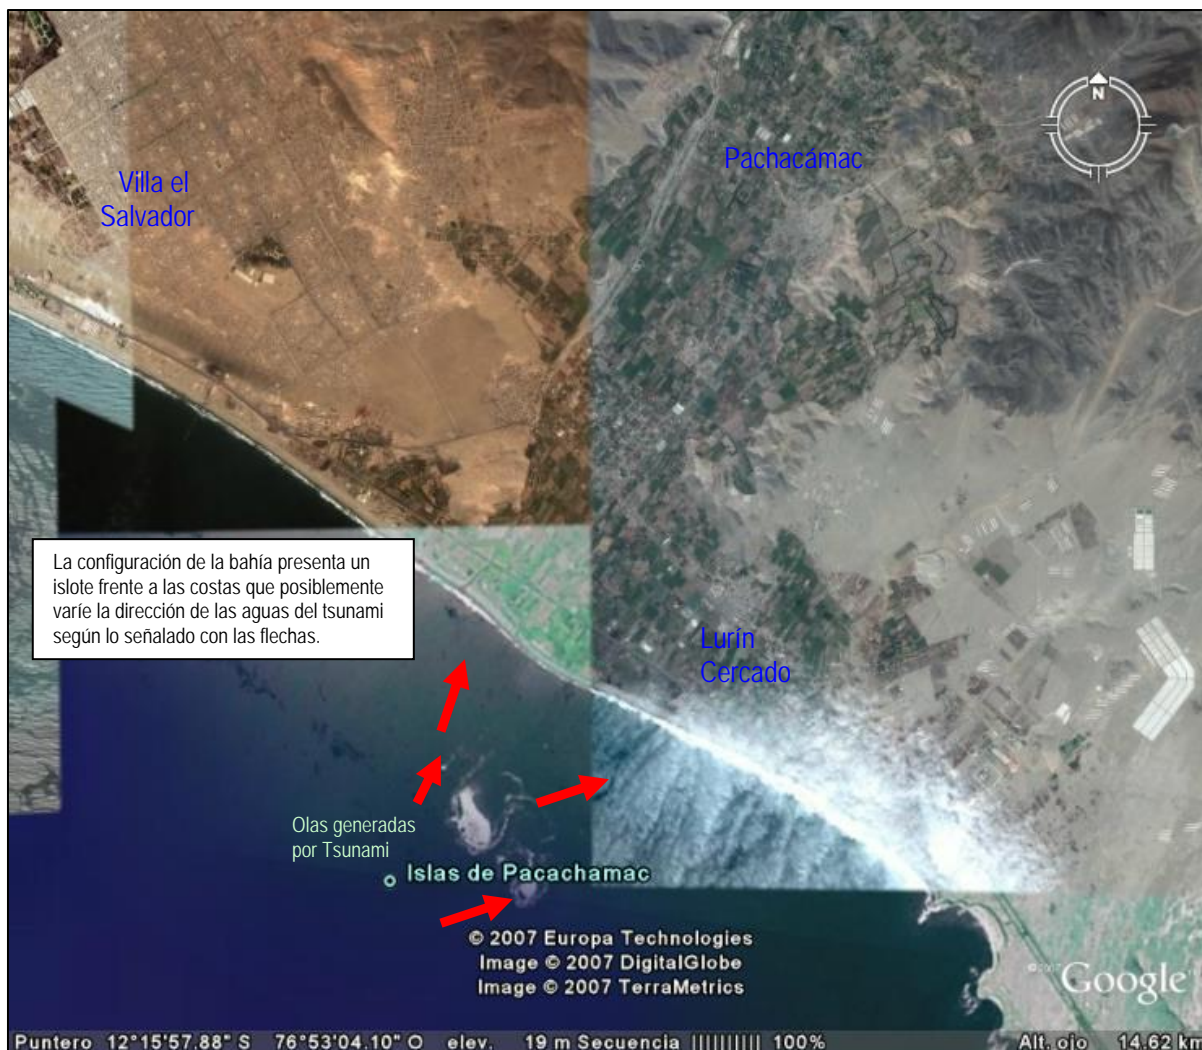 N
Pachacámac
Villa el
Salvador
La configuración de la bahía presenta un
islote frente a las costas que posiblemente
varíe la dirección de las aguas del tsunami
según lo señalado con las flechas.
Lurín
Cercado
Olas generadas
por Tsunami
Islas de Pacachamac
© 2007 Europa Technologies
Image © 2007 DigitalGlobe
Image © 2007 TerraMetrics
©2007 Google
Puntero 12°15'57.88" S 76°53'04.10" O elev. 19 m Secuencia |||||||||| 100% Alt. ojo 14.62 km